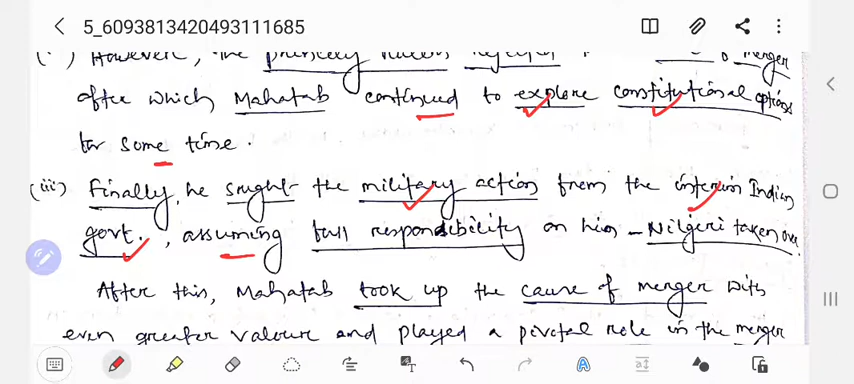 5_6093813420493111685
However, the princely rulers rejected merger
after which Mahatab continued to explore constitutional options
for some time.
(iii) Finally, he sught the military action from the interim Indian
govt., assuming full responsibility on him - Nilgiri taken over.
After this, Mahatab took up the cause of merger with
even greater valour and played a pivotal role in the merger